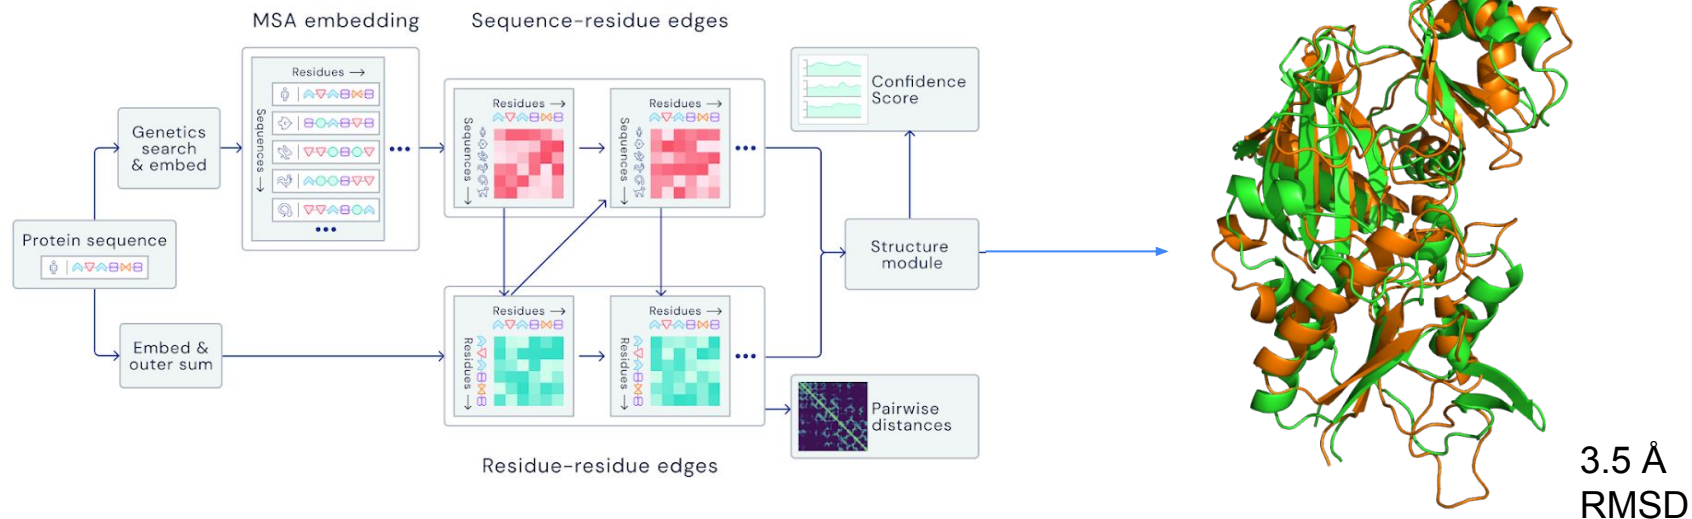 MSA embedding
Sequence-residue edges
Residues →
Sequences →
Genetics
search
& embed
Protein sequence
Embed &
outer sum
Residues →
Sequences →
Residues →
Sequences →
Residues →
Residues →
Residues →
Residues →
Residue-residue edges
Confidence
Score
Structure
module
Pairwise
distances
3.5 Å
RMSD